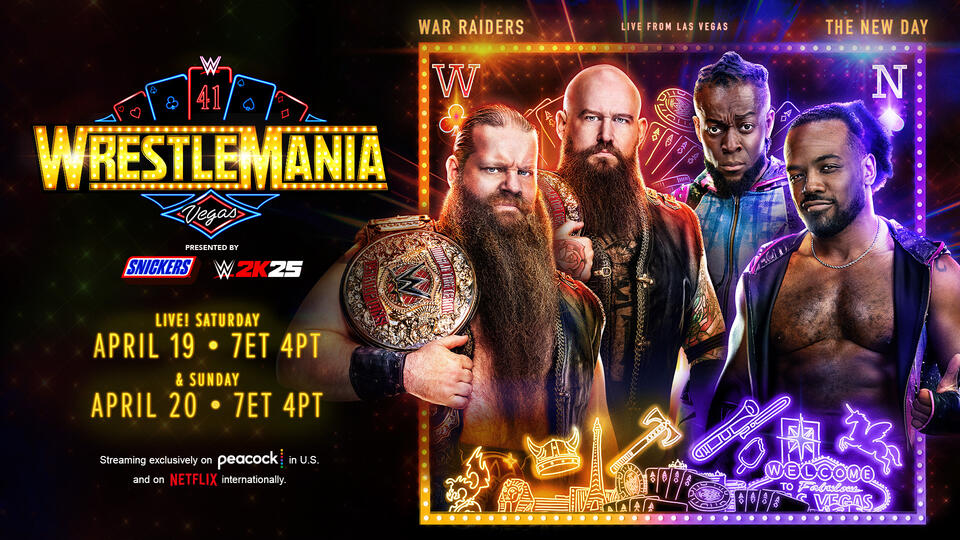 W
41
WRESTLEMANIA
Vegas
PRESENTED BY
SNICKERS W 2K25
LIVE! SATURDAY
APRIL 19 • 7ET 4PT
& SUNDAY
APRIL 20 • 7ET 4PT
Streaming exclusively on peacock in U.S.
and on NETFLIX internationally.
WAR RAIDERS LIVE FROM LAS VEGAS THE NEW DAY
W N
WELCOME
TO Fabulous
VEGAS